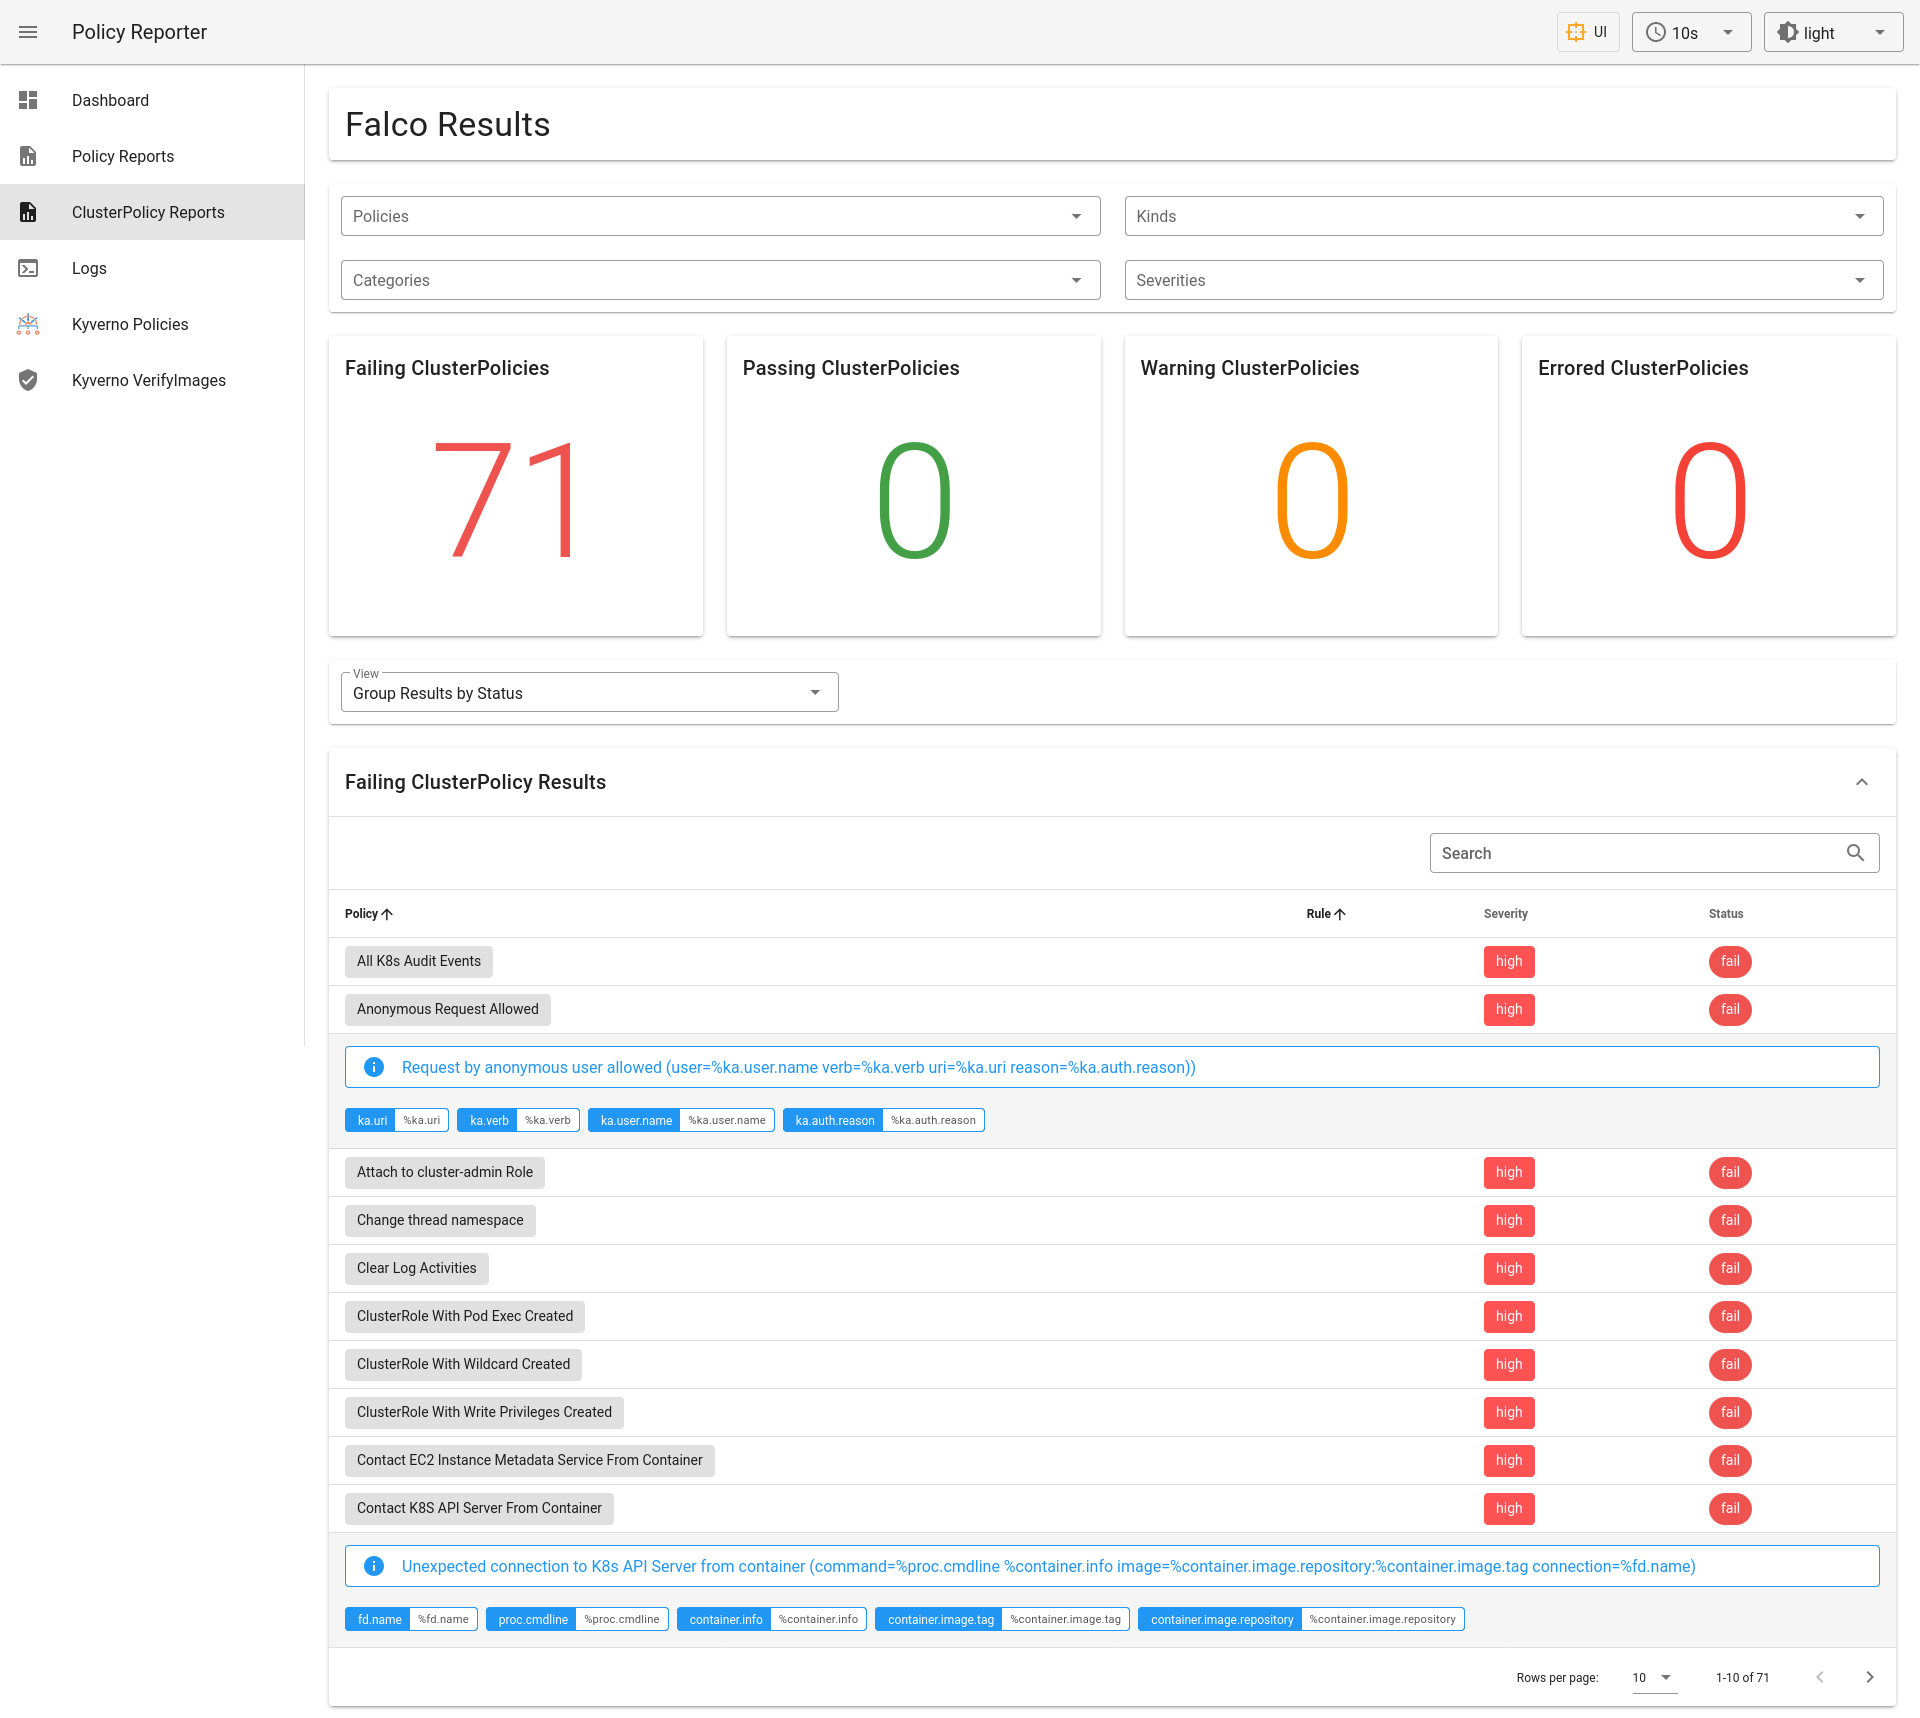 Policy Reporter
UI
10s
light
Dashboard
Policy Reports
ClusterPolicy Reports
Logs
Kyverno Policies
Kyverno VerifyImages
Falco Results
Policies
Kinds
Categories
Severities
Failing ClusterPolicies
71
Passing ClusterPolicies
0
Warning ClusterPolicies
0
Errored ClusterPolicies
0
View
Group Results by Status
Failing ClusterPolicy Results
Search
Policy Rule Severity Status
All K8s Audit Events high fail
Anonymous Request Allowed high fail
Request by anonymous user allowed (user=%ka.user.name verb=%ka.verb uri=%ka.uri reason=%ka.auth.reason))
ka.uri %ka.uri ka.verb %ka.verb ka.user.name %ka.user.name ka.auth.reason %ka.auth.reason
Attach to cluster-admin Role high fail
Change thread namespace high fail
Clear Log Activities high fail
ClusterRole With Pod Exec Created high fail
ClusterRole With Wildcard Created high fail
ClusterRole With Write Privileges Created high fail
Contact EC2 Instance Metadata Service From Container high fail
Contact K8S API Server From Container high fail
Unexpected connection to K8s API Server from container (command=%proc.cmdline %container.info image=%container.image.repository:%container.image.tag connection=%fd.name)
fd.name %fd.name proc.cmdline %proc.cmdline container.info %container.info container.image.tag %container.image.tag container.image.repository %container.image.repository
Rows per page: 10 1-10 of 71